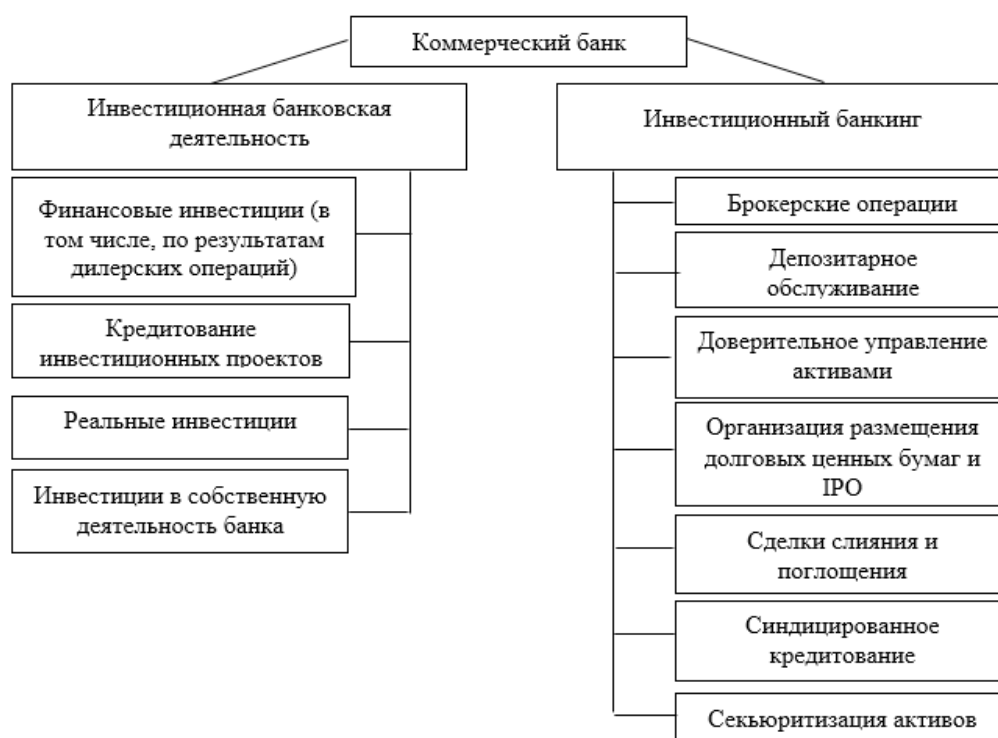 Коммерческий банк
Инвестиционная банковская
деятельность
Финансовые инвестиции (в
том числе, по результатам
дилерских операций)
Кредитование
инвестиционных проектов
Реальные инвестиции
Инвестиции в собственную
деятельность банка
Инвестиционный банкинг
Брокерские операции
Депозитарное
обслуживание
Доверительное управление
активами
Организация размещения
долговых ценных бумаг и
IPO
Сделки слияния и
поглощения
Синдицированное
кредитование
Секьюритизация активов